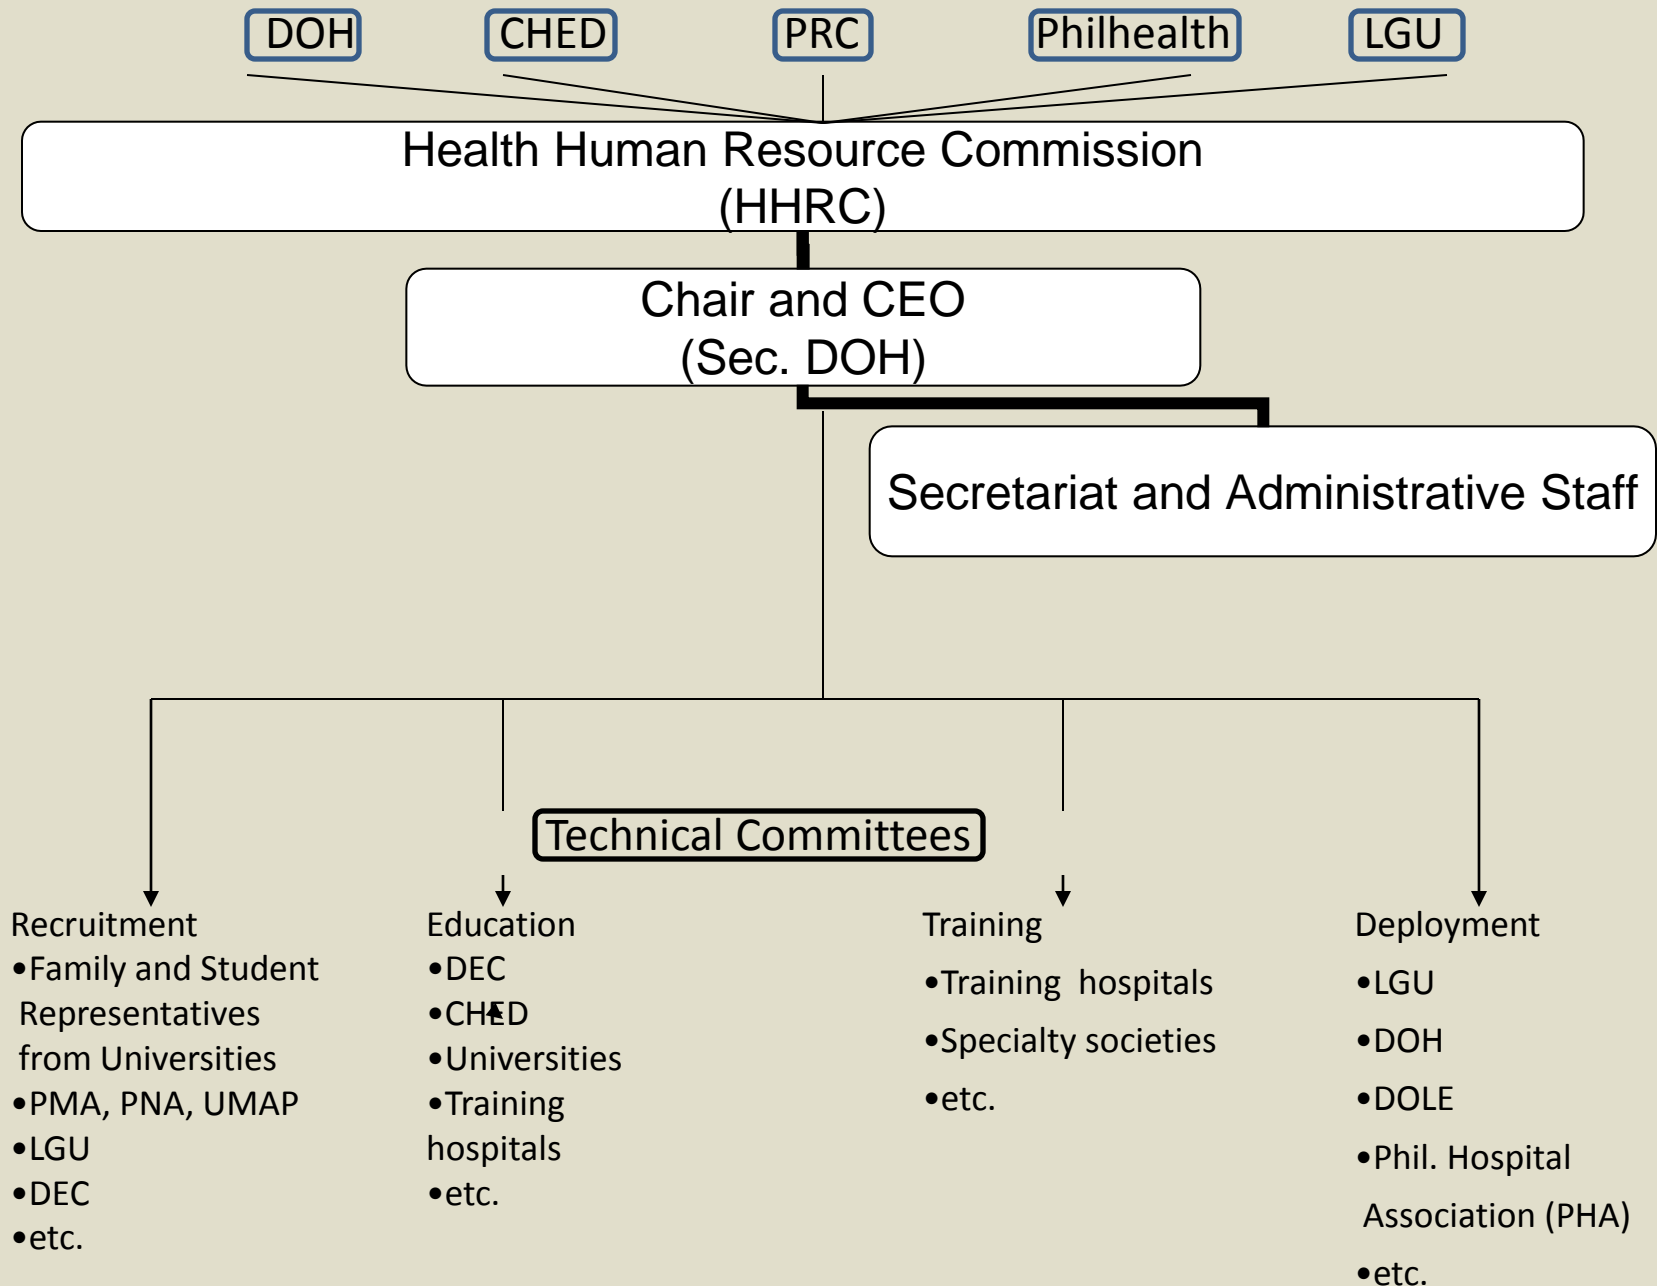 DOH
CHED
PRC
Philhealth
LGU
Health Human Resource Commission
(HHRC)
Chair and CEO
(Sec. DOH)
Secretariat and Administrative Staff
Technical Committees
Recruitment
•Family and Student
Representatives
from Universities
•PMA, PNA, UMAP
•LGU
•DEC
•etc.
Education
•DEC
•CHED
•Universities
•Training
hospitals
•etc.
Training
•Training hospitals
•Specialty societies
•etc.
Deployment
•LGU
•DOH
•DOLE
•Phil. Hospital
Association (PHA)
•etc.